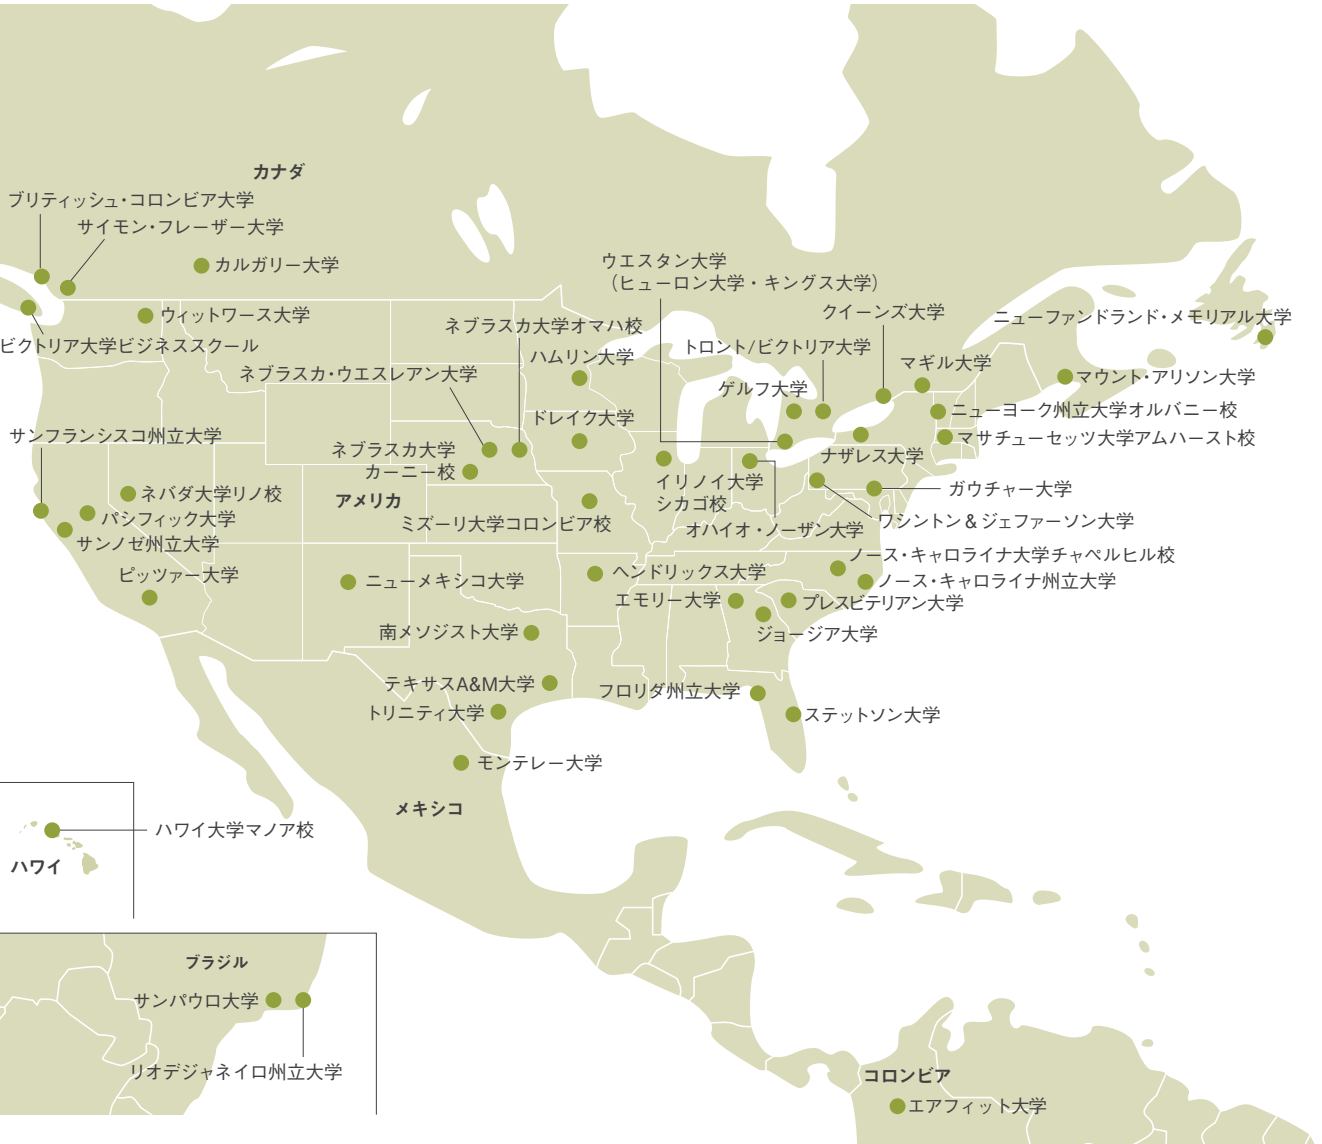 カナダ
ブリティッシュ・コロンビア大学
サイモン・フレーザー大学
カルガリー大学
ウエスタン大学
（ヒューロン大学・キングス大学）
ウィットワース大学
クイーンズ大学
ニューファンドランド・メモリアル大学
ネブラスカ大学オマハ校
ビクトリア大学ビジネススクール
トロント/ビクトリア大学
ハムリン大学
マギル大学
ネブラスカ・ウエスレアン大学
マウント・アリソン大学
ゲルフ大学
ニューヨーク州立大学オルバニー校
ドレイク大学
サンフランシスコ州立大学
マサチューセッツ大学アムハースト校
ネブラスカ大学
カーニー校
ナザレス大学
イリノイ大学
シカゴ校
ガウチャー大学
ネバダ大学リノ校
アメリカ
パシフィック大学
ミズーリ大学コロンビア校
オハイオ・ノーザン大学
ワシントン&ジェファーソン大学
サンノゼ州立大学
ノース・キャロライナ大学チャペルヒル校
ピッツァー大学
ニューメキシコ大学
ヘンドリックス大学
ノース・キャロライナ州立大学
エモリー大学
プレスビテリアン大学
南メソジスト大学
ジョージア大学
テキサスA&M大学
フロリダ州立大学
トリニティ大学
ステットソン大学
モンテレー大学
メキシコ
ハワイ大学マノア校
ハワイ
ブラジル
サンパウロ大学
リオデジャネイロ州立大学
コロンビア
エアフィット大学